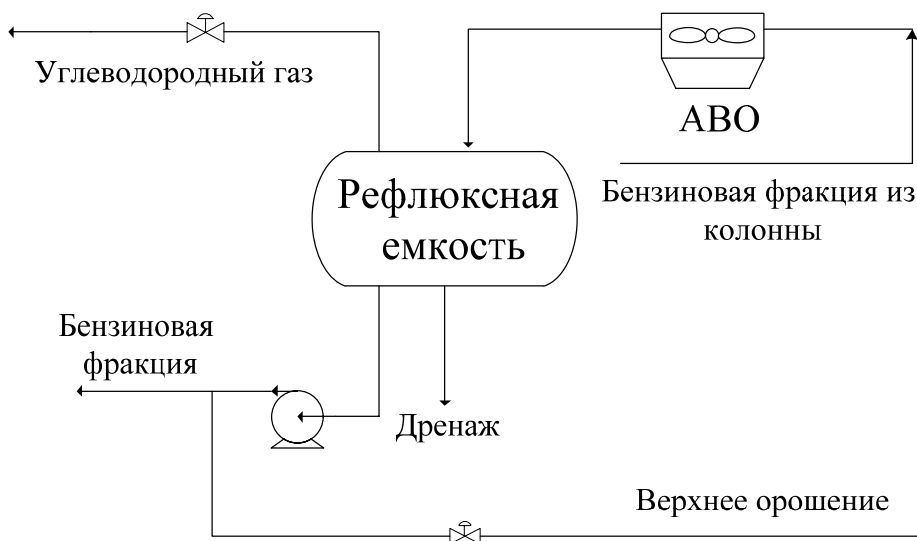 Углеводородный газ
АВО
Рефлюксная
емкость
Бензиновая фракция из
колонны
Бензиновая
фракция
Дренаж
Верхнее орошение